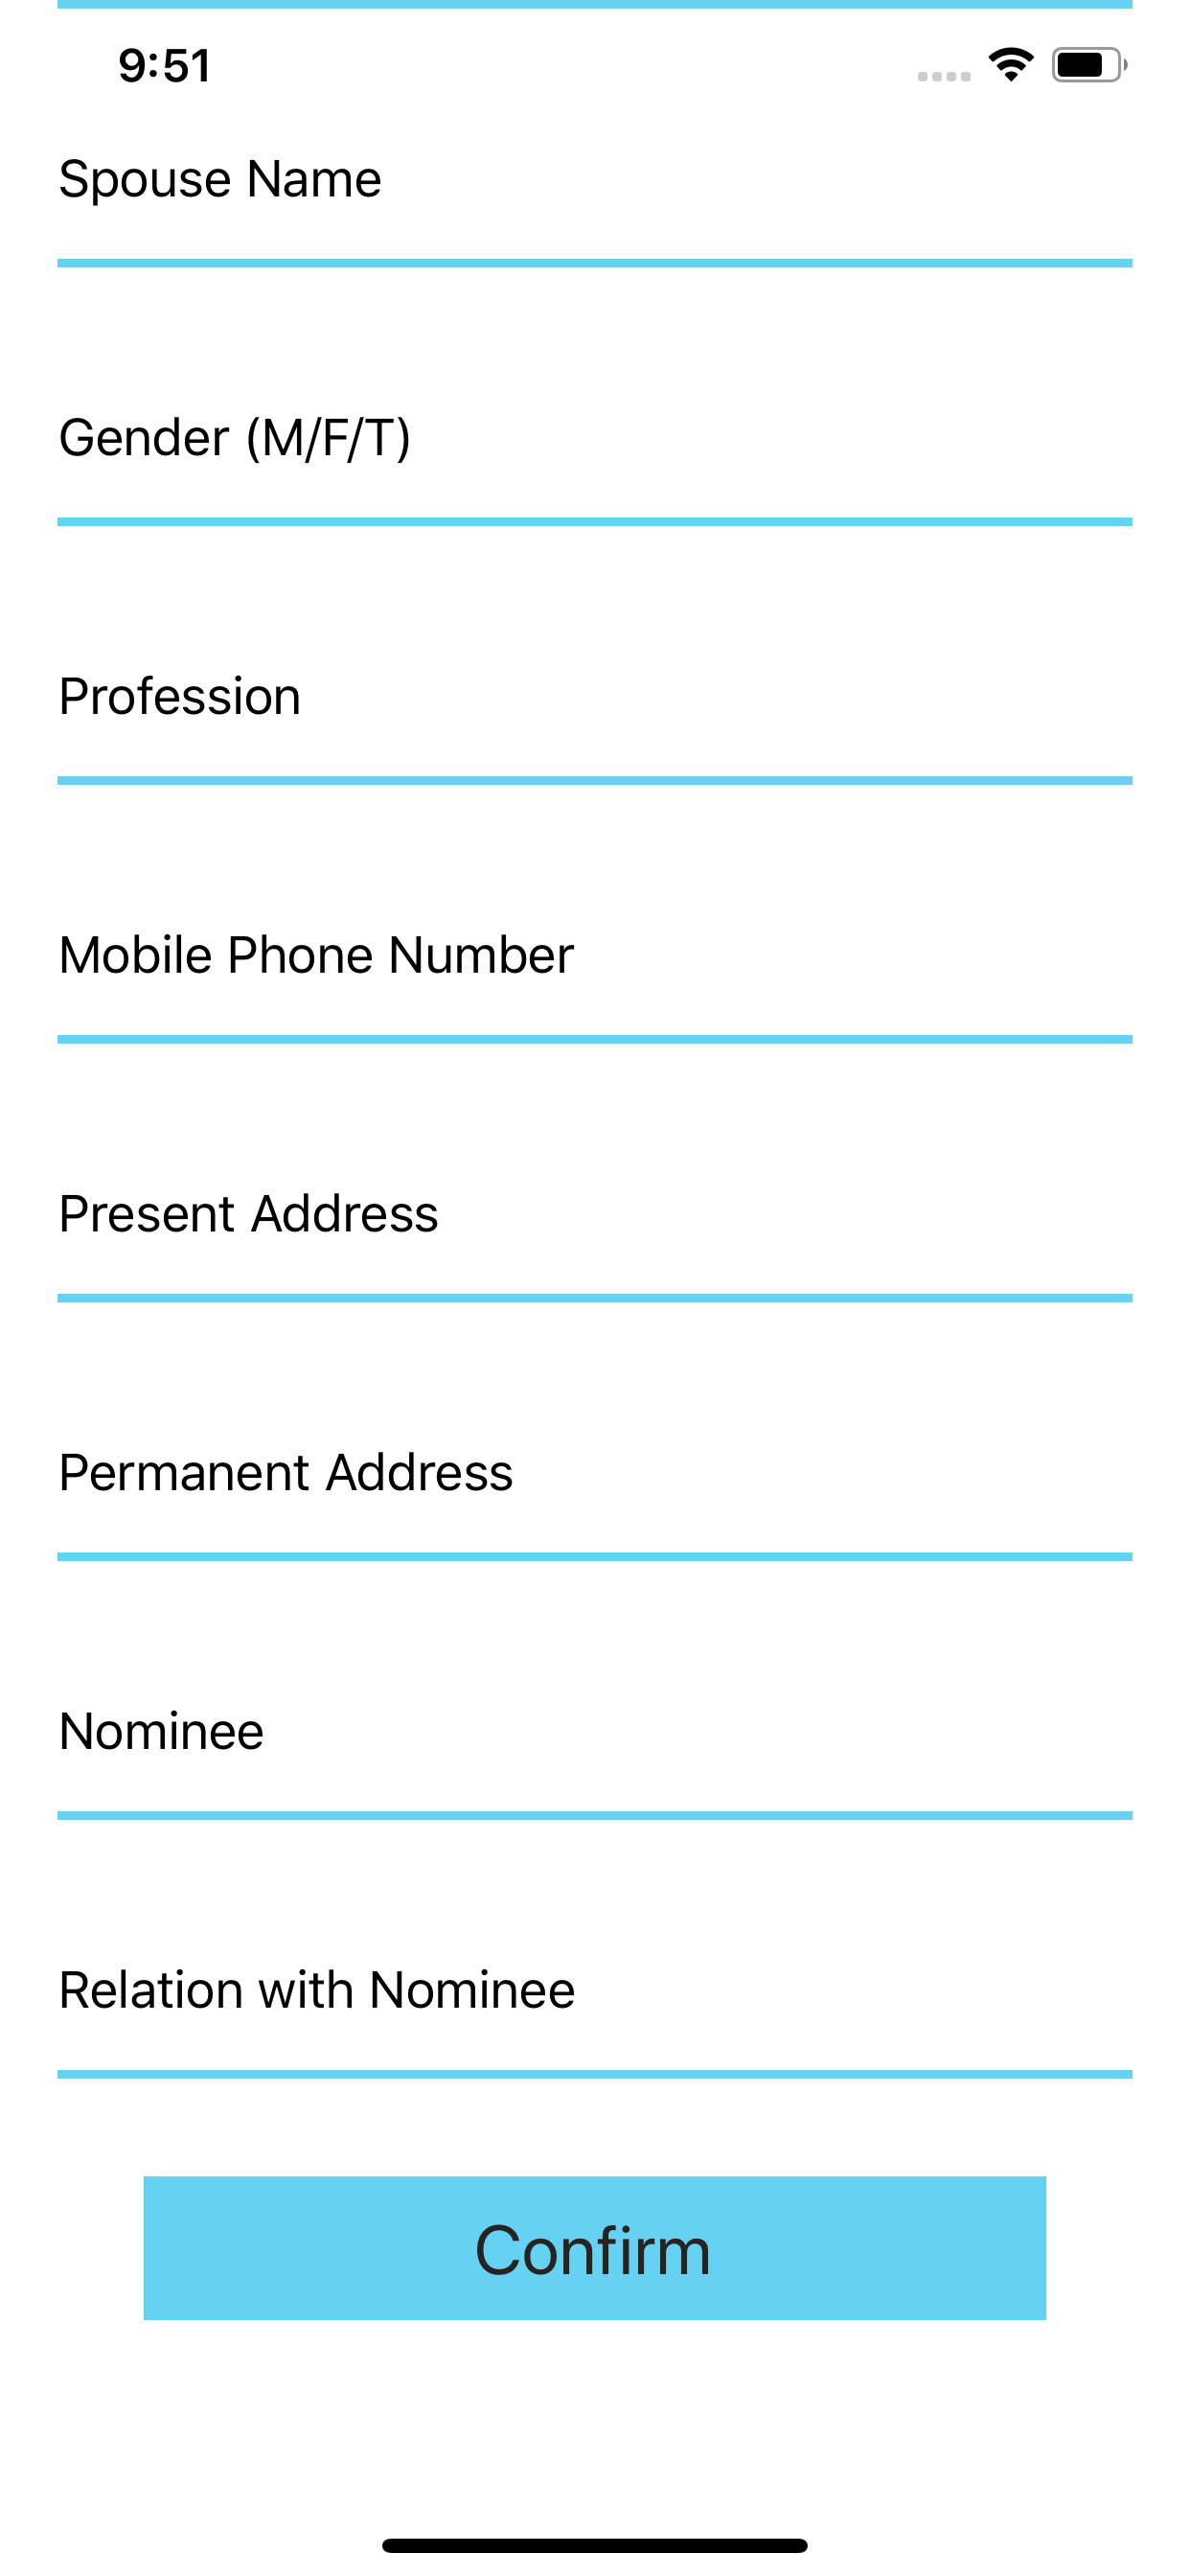 9:51
Spouse Name
Gender (M/F/T)
Profession
Mobile Phone Number
Present Address
Permanent Address
Nominee
Relation with Nominee
Confirm